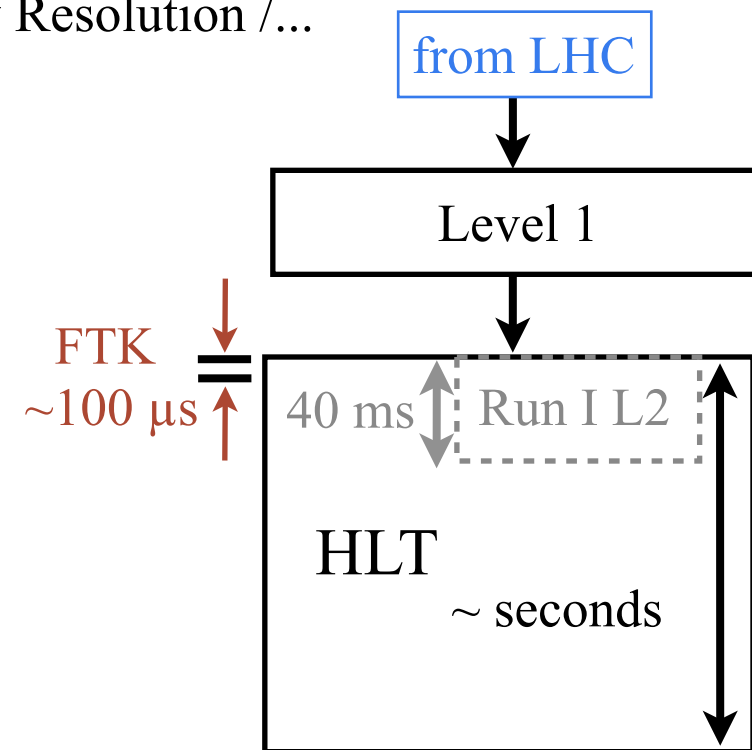 Resolution /...
from LHC
Level 1
FTK
~100 µs
40 ms
Run I L2
HLT
~ seconds